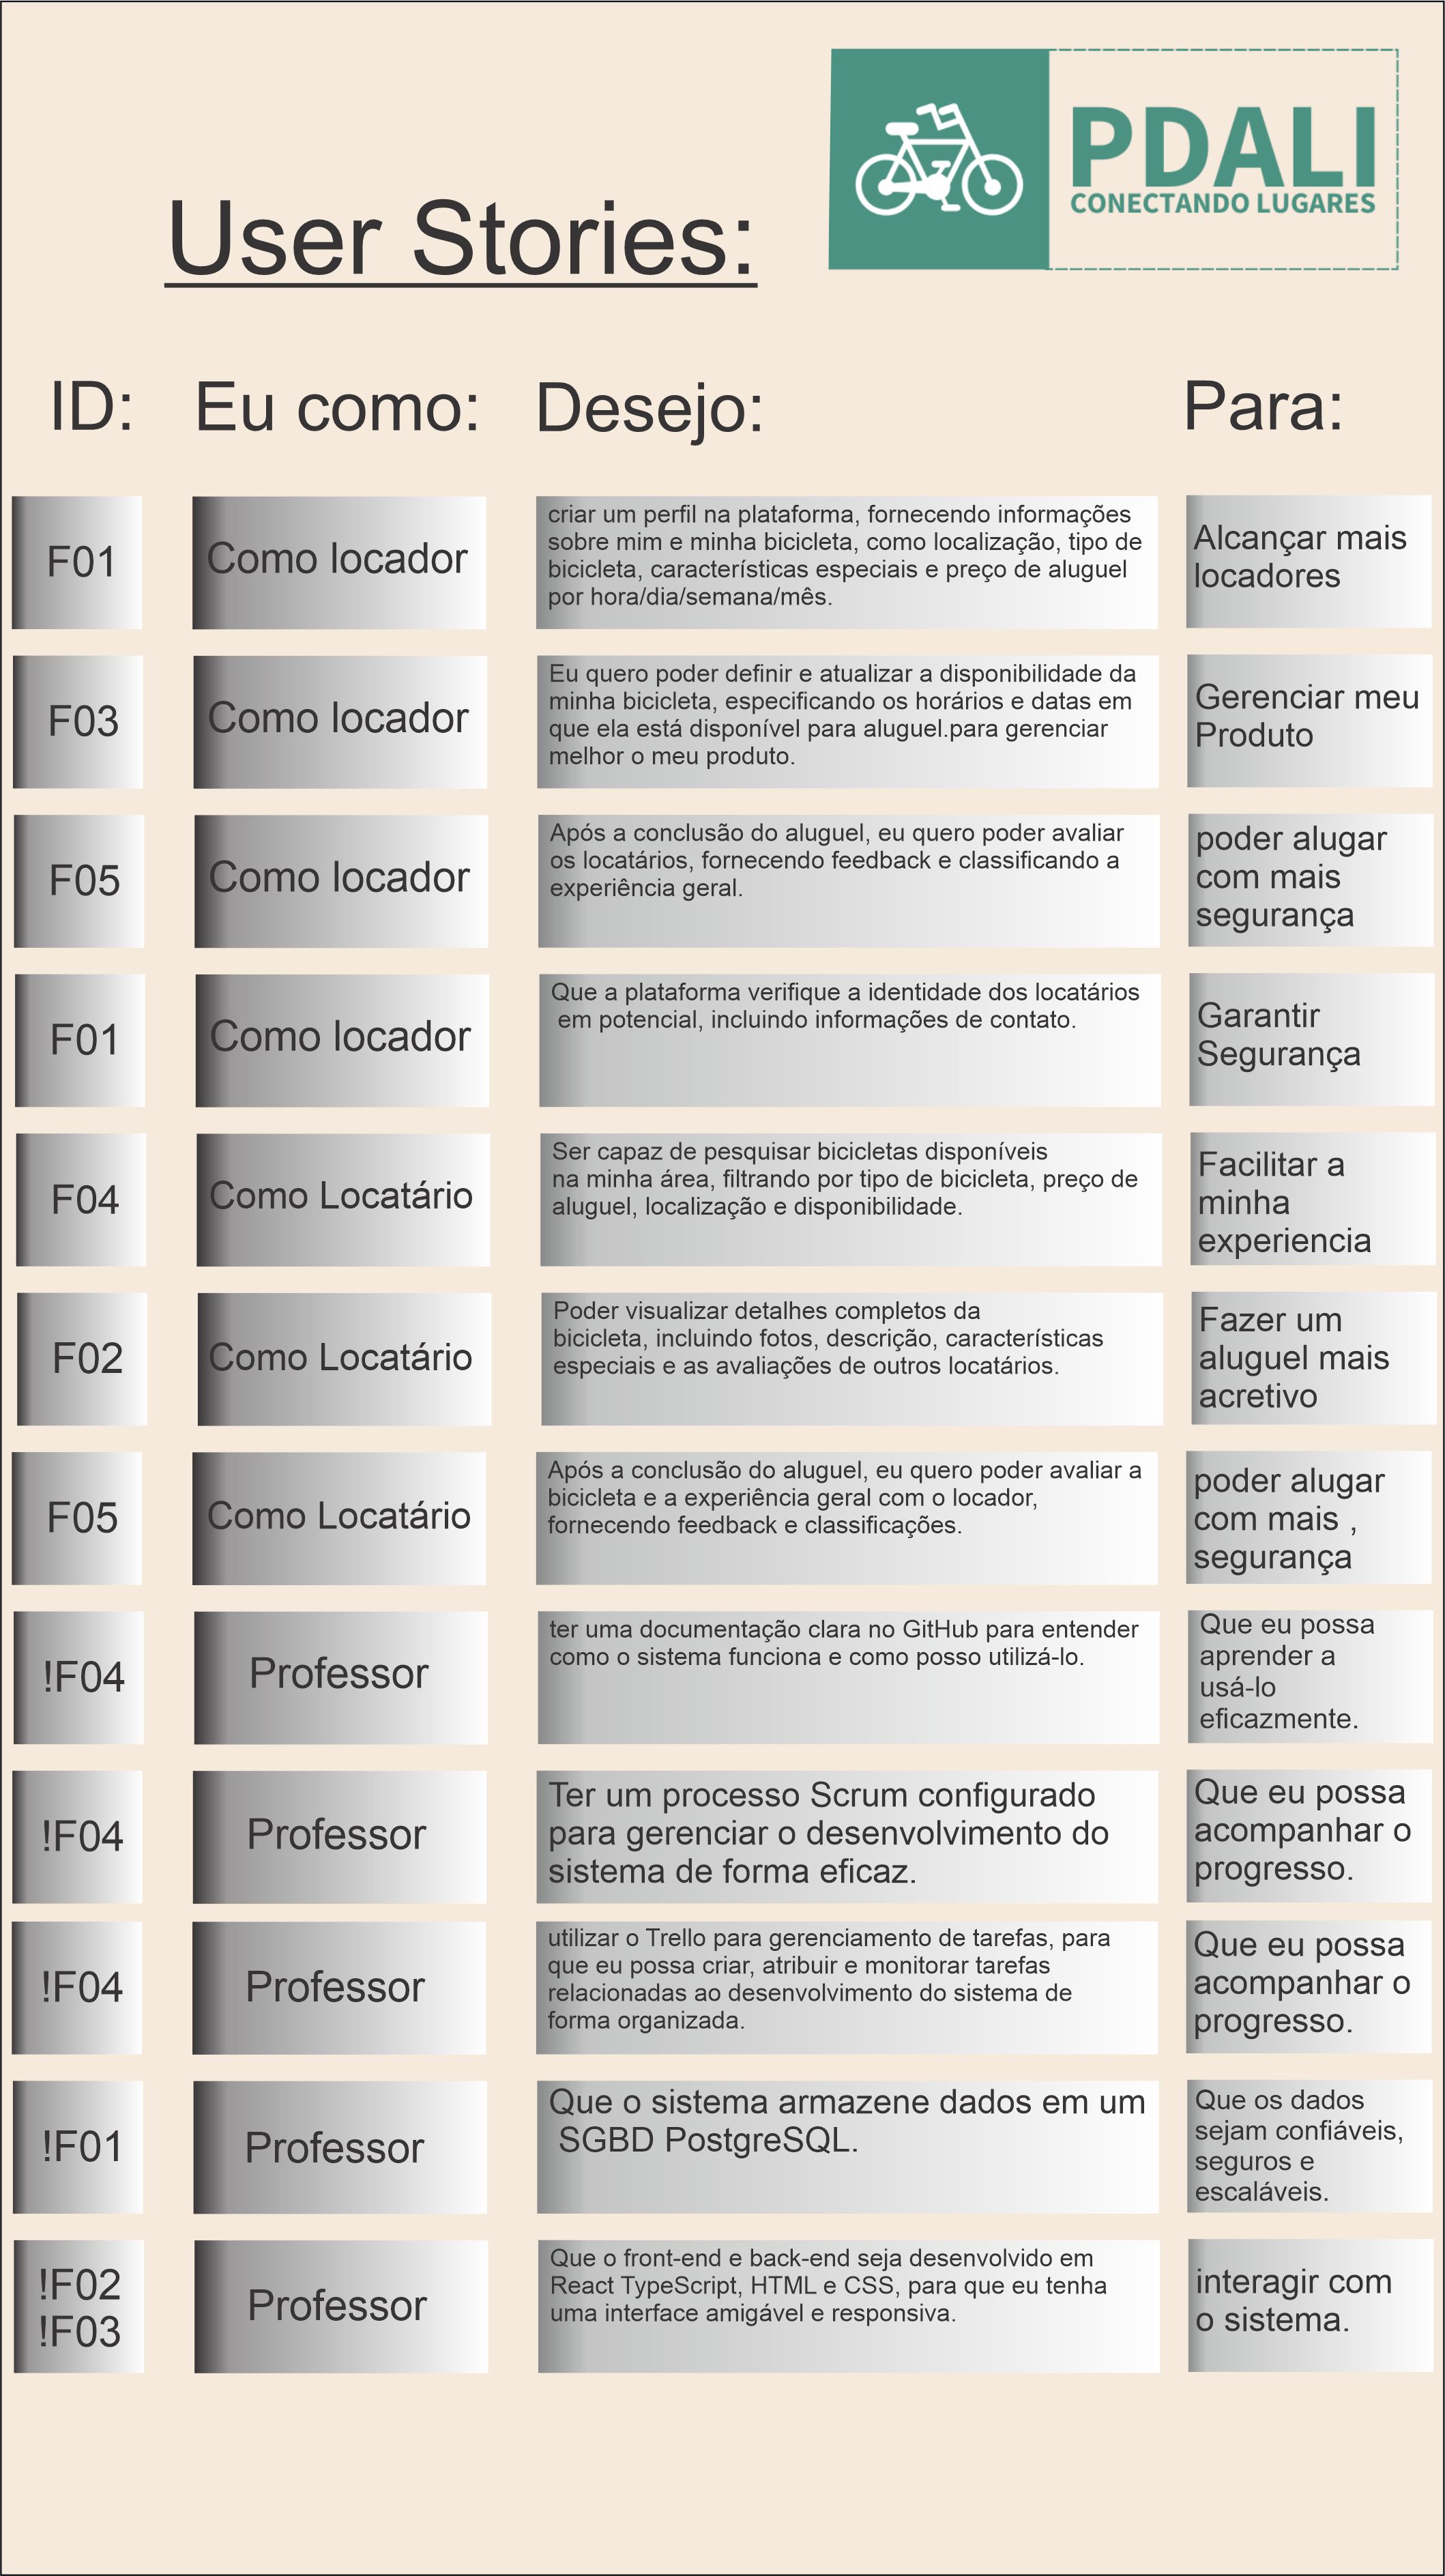 PDALI
CONECTANDO LUGARES
User Stories:
ID:
Eu como:
Desejo:
Para:
F01
Como locador
criar um perfil na plataforma, fornecendo informações
sobre mim e minha bicicleta, como localização, tipo de
bicicleta, características especiais e preço de aluguel
por hora/dia/semana/mês.
Alcançar mais
locadores
F03
Como locador
Eu quero poder definir e atualizar a disponibilidade da
minha bicicleta, especificando os horários e datas em
que ela está disponível para aluguel.para gerenciar
melhor o meu produto.
Gerenciar meu
Produto
F05
Como locador
Após a conclusão do aluguel, eu quero poder avaliar
os locatários, fornecendo feedback e classificando a
experiência geral.
poder alugar
com mais
segurança
F01
Como locador
Que a plataforma verifique a identidade dos locatários
em potencial, incluindo informações de contato.
Garantir
Segurança
F04
Como Locatário
Ser capaz de pesquisar bicicletas disponíveis
na minha área, filtrando por tipo de bicicleta, preço de
aluguel, localização e disponibilidade.
Facilitar a
minha
experiencia
F02
Como Locatário
Poder visualizar detalhes completos da
bicicleta, incluindo fotos, descrição, características
especiais e as avaliações de outros locatários.
Fazer um
aluguel mais
acretivo
F05
Como Locatário
Após a conclusão do aluguel, eu quero poder avaliar a
bicicleta e a experiência geral com o locador,
fornecendo feedback e classificações.
poder alugar
com mais ,
segurança
!F04
Professor
ter uma documentação clara no GitHub para entender
como o sistema funciona e como posso utilizá-lo.
Que eu possa
aprender a
usá-lo
eficazmente.
!F04
Professor
Ter um processo Scrum configurado
para gerenciar o desenvolvimento do
sistema de forma eficaz.
Que eu possa
acompanhar o
progresso.
!F04
Professor
utilizar o Trello para gerenciamento de tarefas, para
que eu possa criar, atribuir e monitorar tarefas
relacionadas ao desenvolvimento do sistema de
forma organizada.
Que eu possa
acompanhar o
progresso.
!F01
Professor
Que o sistema armazene dados em um
SGBD PostgreSQL.
Que os dados
sejam confiáveis,
seguros e
escaláveis.
!F02
!F03
Professor
Que o front-end e back-end seja desenvolvido em
React TypeScript, HTML e CSS, para que eu tenha
uma interface amigável e responsiva.
interagir com
o sistema.